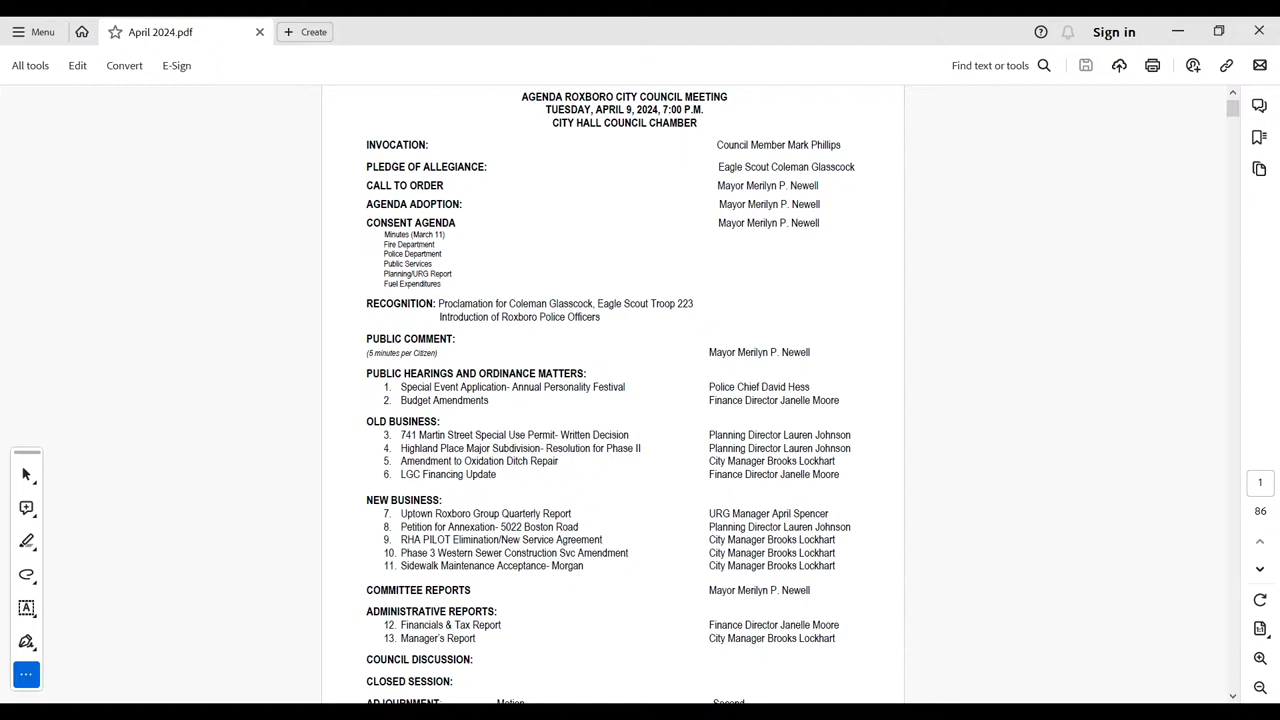 Menu
April 2024.pdf
Create
Sign in
All tools Edit Convert E-Sign
Find text or tools
AGENDA ROXBORO CITY COUNCIL MEETING
TUESDAY, APRIL 9, 2024, 7:00 P.M.
CITY HALL COUNCIL CHAMBER
INVOCATION: Council Member Mark Phillips
PLEDGE OF ALLEGIANCE: Eagle Scout Coleman Glasscock
CALL TO ORDER Mayor Merilyn P. Newell
AGENDA ADOPTION: Mayor Merilyn P. Newell
CONSENT AGENDA Mayor Merilyn P. Newell
Minutes (March 11)
Fire Department
Police Department
Public Services
Planning/URG Report
Fuel Expenditures
RECOGNITION: Proclamation for Coleman Glasscock, Eagle Scout Troop 223
Introduction of Roxboro Police Officers
PUBLIC COMMENT:
(5 minutes per Citizen) Mayor Merilyn P. Newell
PUBLIC HEARINGS AND ORDINANCE MATTERS:
1. Special Event Application- Annual Personality Festival Police Chief David Hess
2. Budget Amendments Finance Director Janelle Moore
OLD BUSINESS:
3. 741 Martin Street Special Use Permit- Written Decision Planning Director Lauren Johnson
4. Highland Place Major Subdivision- Resolution for Phase II Planning Director Lauren Johnson
5. Amendment to Oxidation Ditch Repair City Manager Brooks Lockhart
6. LGC Financing Update Finance Director Janelle Moore
NEW BUSINESS:
7. Uptown Roxboro Group Quarterly Report URG Manager April Spencer
8. Petition for Annexation- 5022 Boston Road Planning Director Lauren Johnson
9. RHA PILOT Elimination/New Service Agreement City Manager Brooks Lockhart
10. Phase 3 Western Sewer Construction Svc Amendment City Manager Brooks Lockhart
11. Sidewalk Maintenance Acceptance- Morgan City Manager Brooks Lockhart
COMMITTEE REPORTS Mayor Merilyn P. Newell
ADMINISTRATIVE REPORTS:
12. Financials & Tax Report Finance Director Janelle Moore
13. Manager's Report City Manager Brooks Lockhart
COUNCIL DISCUSSION:
CLOSED SESSION:
ADJOURNMENT: Motion Second
1
86